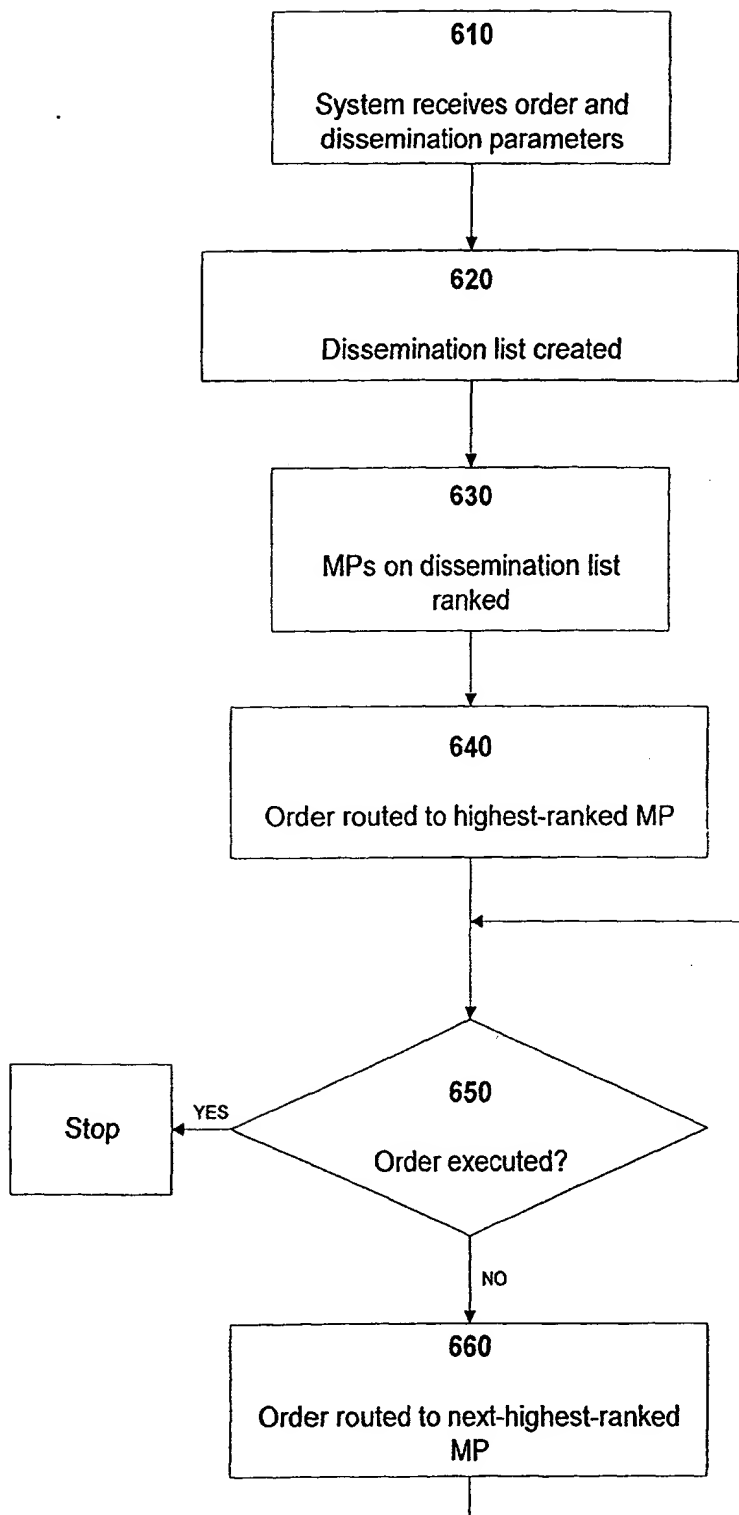 610
System receives order and
dissemination parameters
620
Dissemination list created
630
MPs on dissemination list
ranked
640
Order routed to highest-ranked MP
650
Order executed?
YES
Stop
NO
660
Order routed to next-highest-ranked
MP